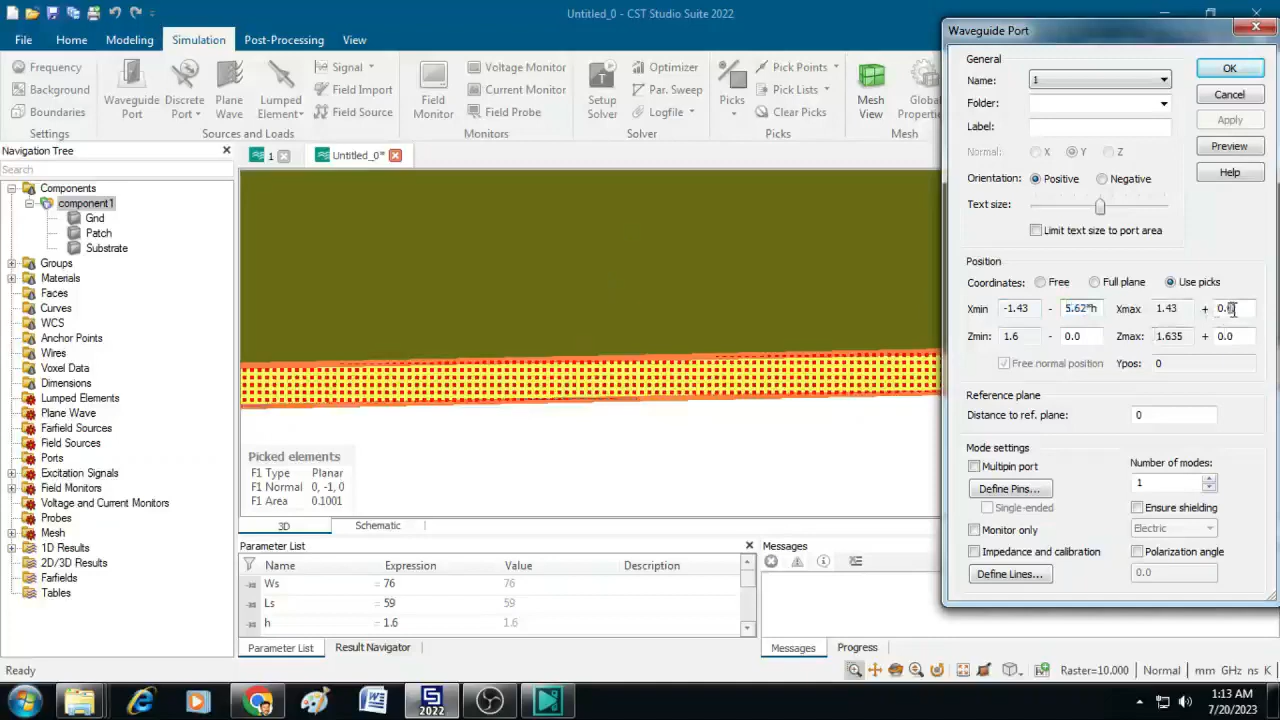 Untitled_0 - CST Studio Suite 2022
File Home Modeling Simulation Post-Processing View
Frequency
Background
Boundaries
Settings
Waveguide Port
Discrete Port
Plane Wave
Lumped Element
Signal
Field Import
Field Source
Sources and Loads
Field Monitor
Voltage Monitor
Current Monitor
Field Probe
Monitors
Setup Solver
Optimizer
Par. Sweep
Logfile
Solver
Picks
Pick Points
Pick Lists
Clear Picks
Picks
Mesh View
Global Properti
Mesh
Navigation Tree
1
Untitled_0*
Search
Components
component1
Gnd
Patch
Substrate
Groups
Materials
Faces
Curves
WCS
Anchor Points
Wires
Voxel Data
Dimensions
Lumped Elements
Plane Wave
Farfield Sources
Field Sources
Ports
Excitation Signals
Field Monitors
Voltage and Current Monitors
Probes
Mesh
1D Results
2D/3D Results
Farfields
Tables
Picked elements
F1 Type Planar
F1 Normal 0, -1, 0
F1 Area 0.1001
3D Schematic
Parameter List
Name Expression Value Description
Ws = 76 76
Ls = 59 59
h = 1.6 1.6
Parameter List Result Navigator
Messages
Messages Progress
Waveguide Port
General
Name: 1
Folder:
Label:
Normal: X Y Z
Orientation: Positive Negative
Text size:
Limit text size to port area
OK
Cancel
Apply
Preview
Help
Position
Coordinates: Free Full plane Use picks
Xmin -1.43 - 5.62*h Xmax 1.43 + 0.0
Zmin: 1.6 - 0.0 Zmax: 1.635 + 0.0
Free normal position Ypos: 0
Reference plane
Distance to ref. plane: 0
Mode settings
Multipin port
Define Pins...
Single-ended
Monitor only
Impedance and calibration
Define Lines...
Number of modes:
1
Ensure shielding
Electric
Polarization angle
0.0
Ready
Raster=10.000 Normal mm GHz ns K
2022
1:13 AM
7/20/2023